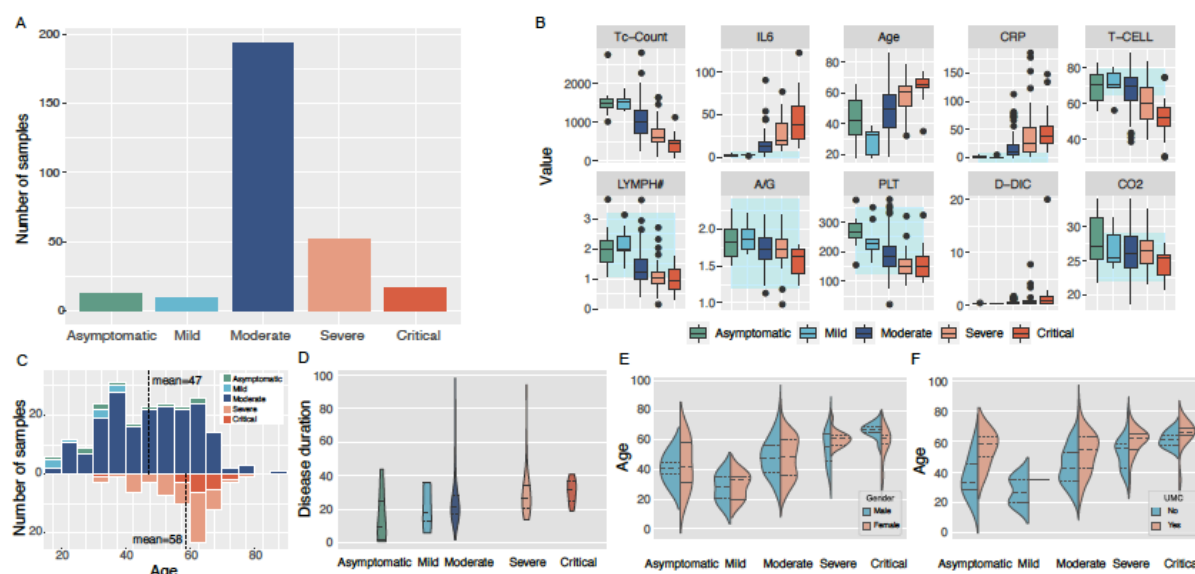 A
Number of samples
200
150
100
50
0
Asymptomatic Mild Moderate Severe Critical
B
Value
Tc-Count IL6 Age CRP T-CELL
2000
1000
0
100
50
0
80
60
40
20
150
100
50
25
0
80
60
40
LYMPH# A/G PLT D-DIC CO2
4
3
2
1
0
2.0
1.5
1.0
300
200
100
0
20
10
0
30
26
22
Asymptomatic Mild Moderate Severe Critical
C
Number of samples
20
0
20
mean=47
mean=58
Asymptomatic
Mild
Moderate
Severe
Critical
20 40 60 80
Age
D
Disease duration
100
80
60
40
20
0
Asymptomatic Mild Moderate Severe Critical
E
Age
100
80
60
40
20
0
Gender
Male
Female
Asymptomatic Mild Moderate Severe Critical
F
Age
100
80
60
40
20
0
UMC
No
Yes
Asymptomatic Mild Moderate Severe Critical